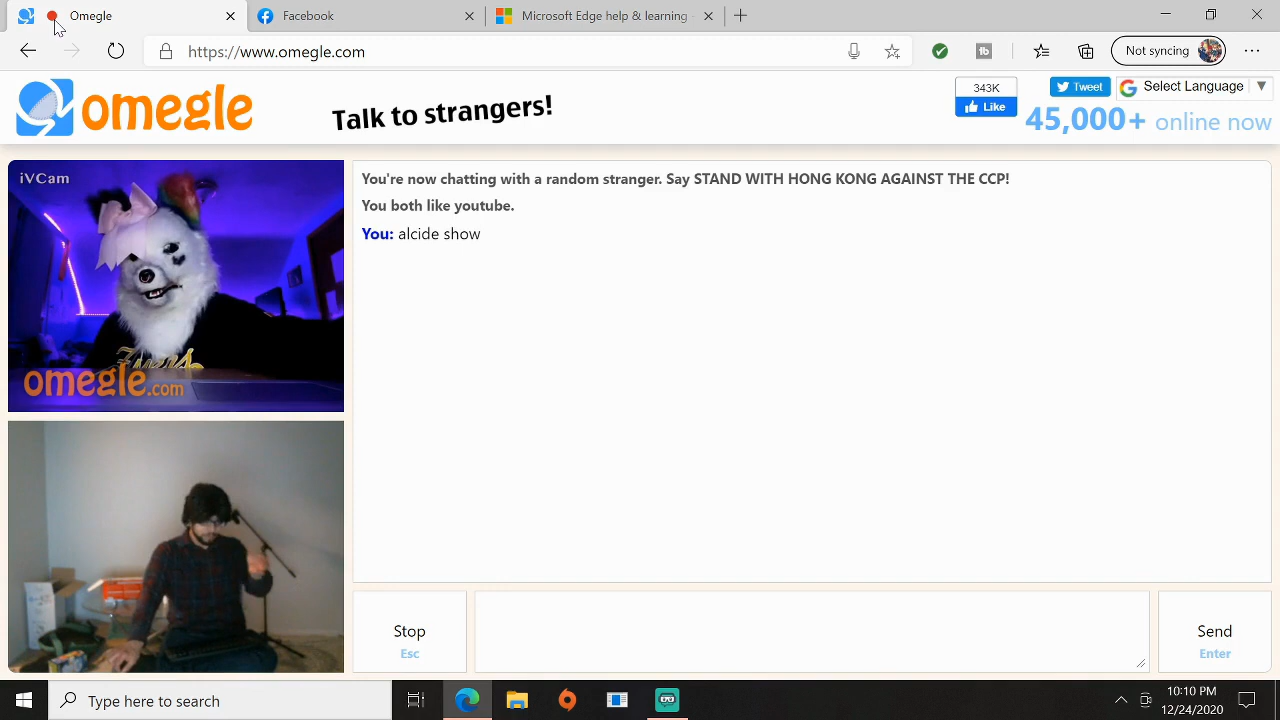 Omegle
Facebook
Microsoft Edge help & learning
https://www.omegle.com
Not syncing
omegle
Talk to strangers!
343K
Like
Tweet
Select Language
45,000+ online now
iVCam
omegle.com
You're now chatting with a random stranger. Say STAND WITH HONG KONG AGAINST THE CCP!
You both like youtube.
You: alcide show
Stop
Esc
Send
Enter
Type here to search
10:10 PM
12/24/2020